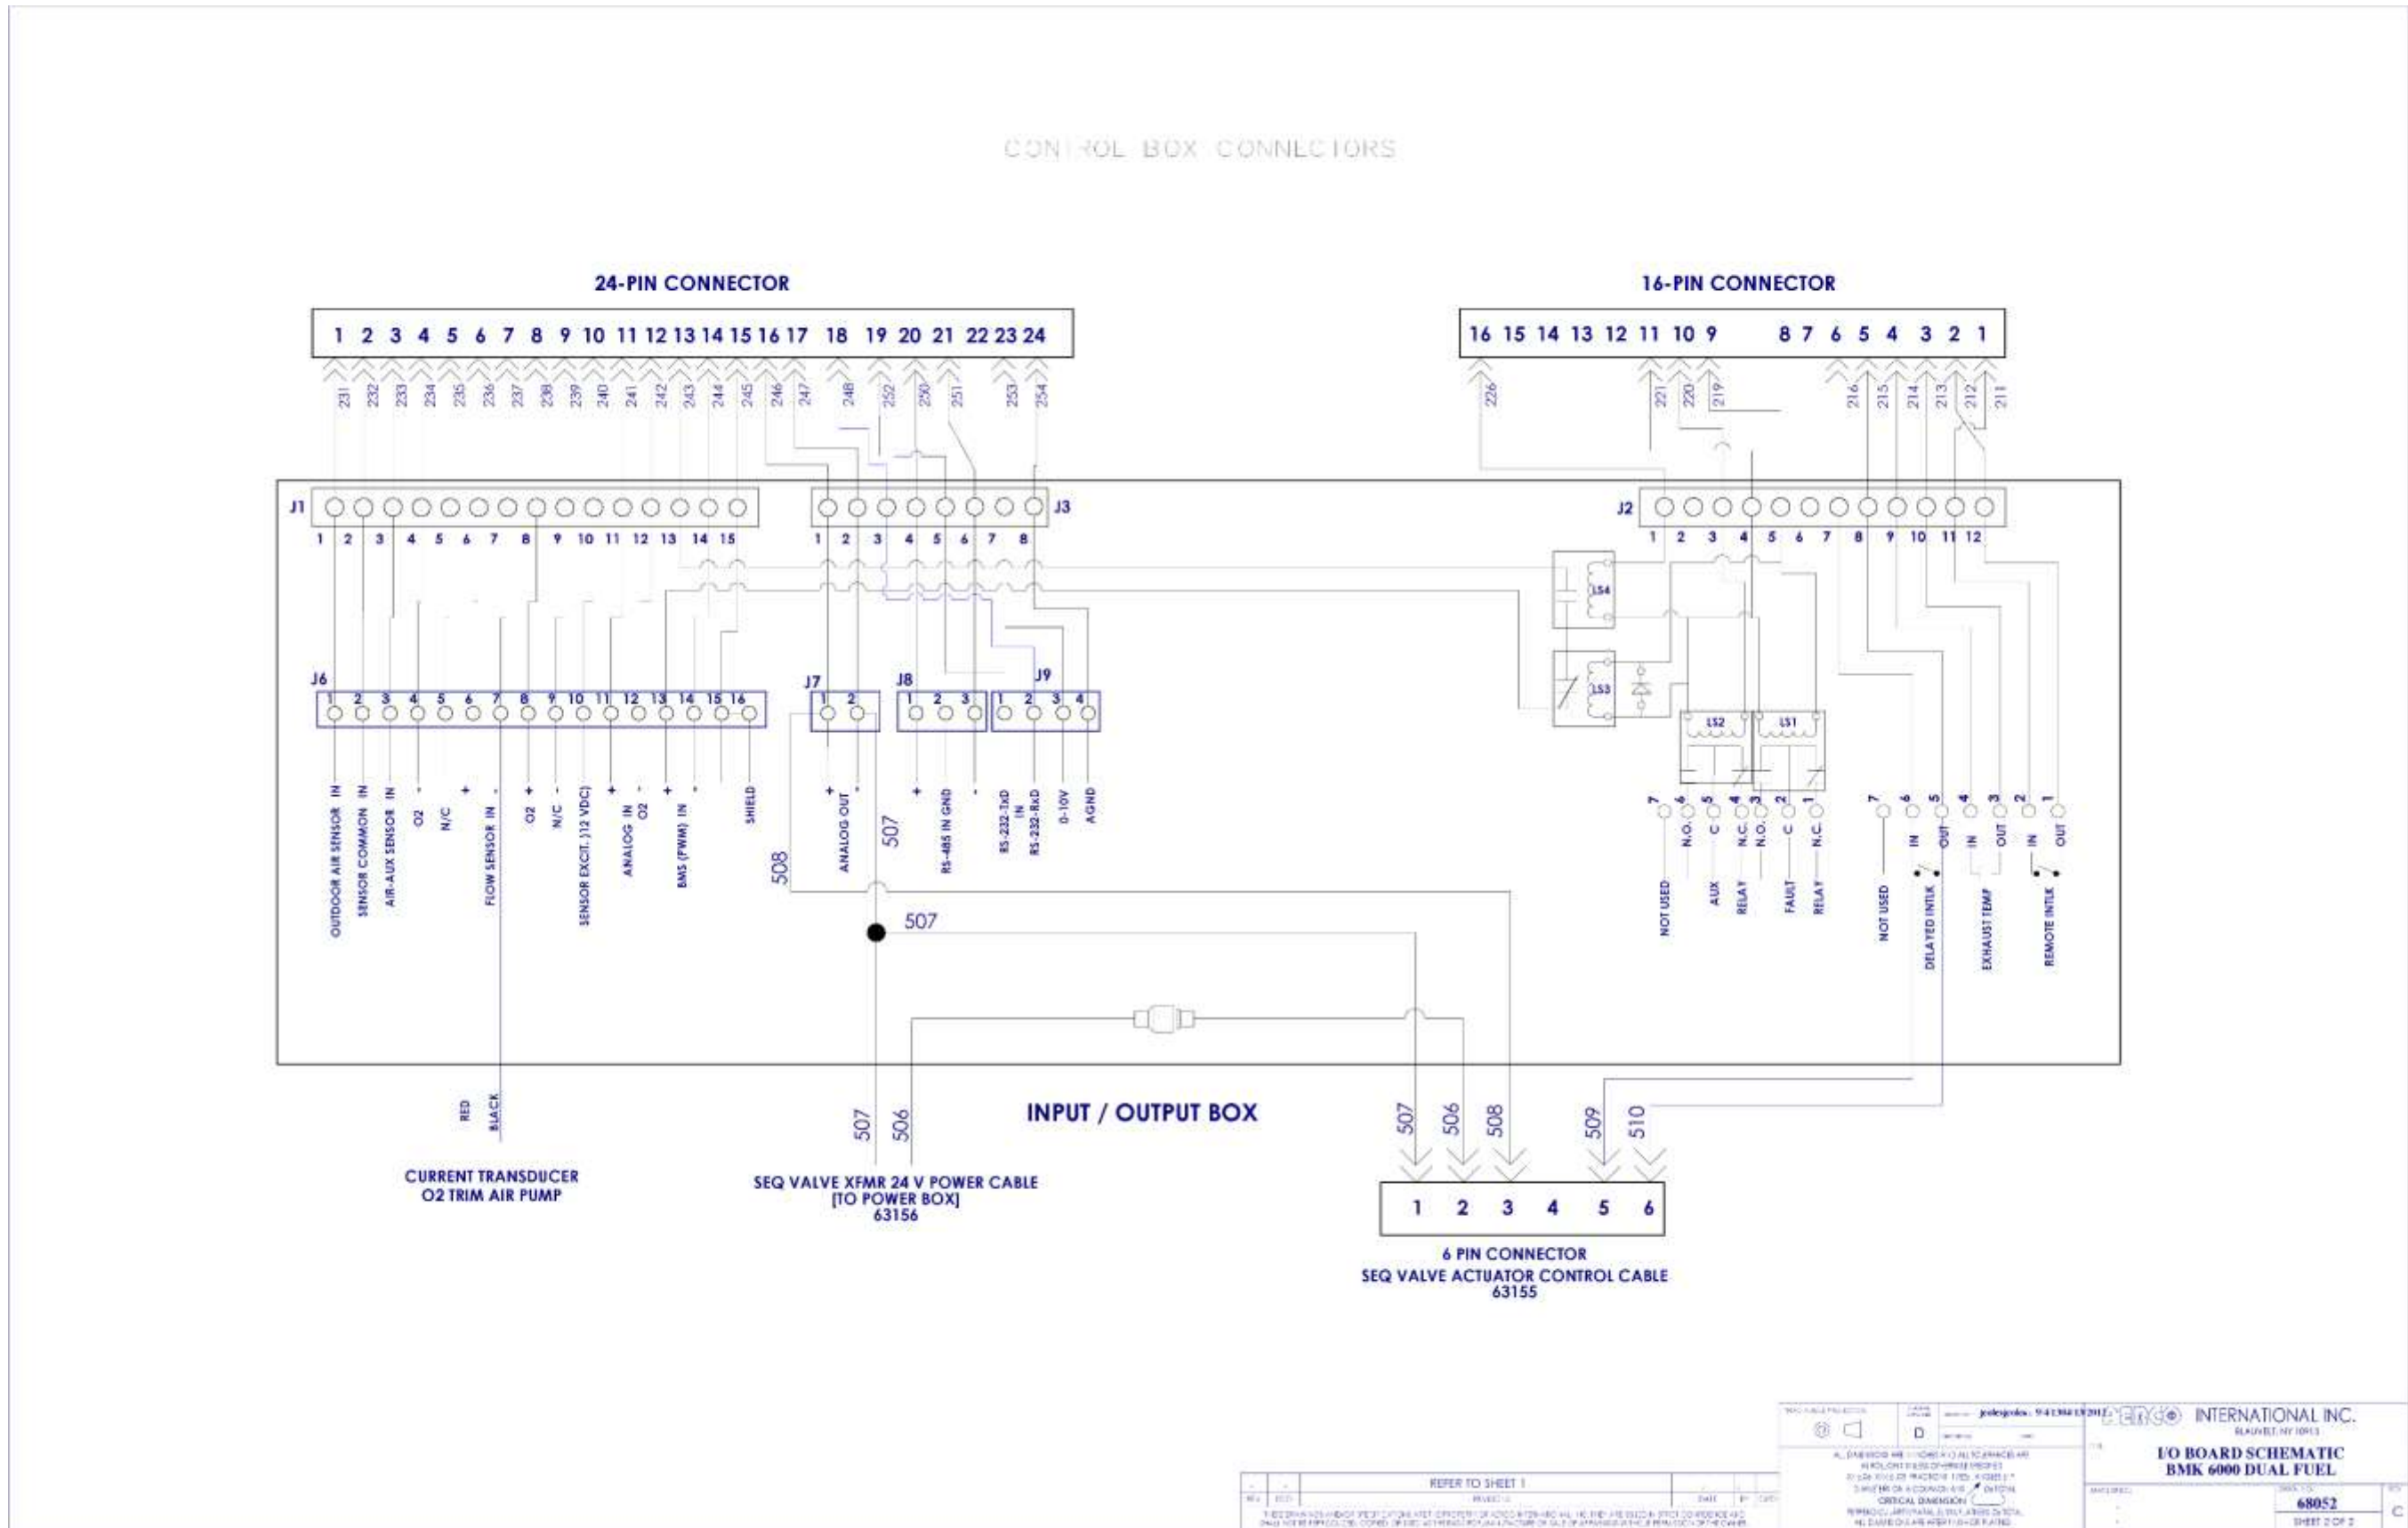 CONTROL BOX CONNECTORS
24-PIN CONNECTOR
16-PIN CONNECTOR
1 2 3 4 5 6 7 8 9 10 11 12 13 14 15 16 17 18 19 20 21 22 23 24
16 15 14 13 12 11 10 9 8 7 6 5 4 3 2 1
231 232 233 234 235 236 237 238 239 240 241 242 243 244 245 246 247 248 252 250 251 253 254
226 221 220 219 216 215 214 213 212 211
J1
J3
J2
1 2 3 4 5 6 7 8 9 10 11 12 13 14 15
1 2 3 4 5 6 7 8
1 2 3 4 5 6 7 8 9 10 11 12
LS4
LS3
LS2
LS1
J6
J7
J8
J9
1 2 3 4 5 6 7 8 9 10 11 12 13 14 15 16
1 2
1 2 3
1 2 3 4
OUTDOOR AIR SENSOR IN
SENSOR COMMON IN
AIR-AUX SENSOR IN
O2 -
N/C
+
FLOW SENSOR IN -
O2 +
N/C -
SENSOR EXCIT. )12 VDC)
+
ANALOG IN
O2 -
+
BMS (PWM) IN
-
SHIELD
+
ANALOG OUT
-
507
508
+
RS-485 IN GND
-
RS-232-TxD
IN
RS-232-RxD
0-10V
AGND
7 6 5 4 3 2 1
NOT USED
N.O.
C
AUX
N.C.
RELAY
N.O.
C
FAULT
N.C.
RELAY
7 6 5 4 3 2 1
NOT USED
IN
OUT
DELAYED INTLK
IN
OUT
EXHAUST TEMP
IN
OUT
REMOTE INTLK
507
RED
BLACK
507
506
INPUT / OUTPUT BOX
507
506
508
509
510
CURRENT TRANSDUCER
O2 TRIM AIR PUMP
SEQ VALVE XFMR 24 V POWER CABLE
[TO POWER BOX]
63156
1 2 3 4 5 6
6 PIN CONNECTOR
SEQ VALVE ACTUATOR CONTROL CABLE
63155
REFER TO SHEET 1
D
CRITICAL DIMENSION
AERCO INTERNATIONAL INC.
BLAUVELT, NY 10913
I/O BOARD SCHEMATIC
BMK 6000 DUAL FUEL
68052
SHEET 2 OF 2
C